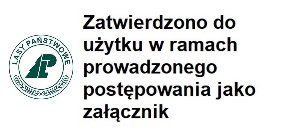 LASY PAŃSTWOWE
Zatwierdzono do
użytku w ramach
prowadzonego
postępowania jako
załącznik